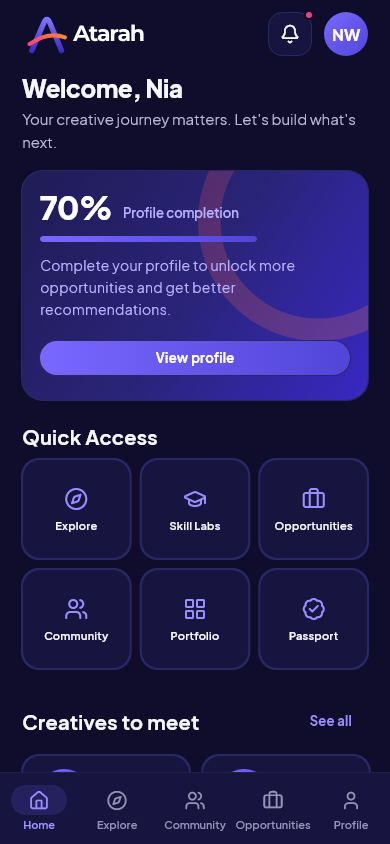 Atarah
NW
Welcome, Nia
Your creative journey matters. Let's build what's
next.
70% Profile completion
Complete your profile to unlock more
opportunities and get better
recommendations.
View profile
Quick Access
Explore
Skill Labs
Opportunities
Community
Portfolio
Passport
Creatives to meet
See all
Home
Explore
Community
Opportunities
Profile